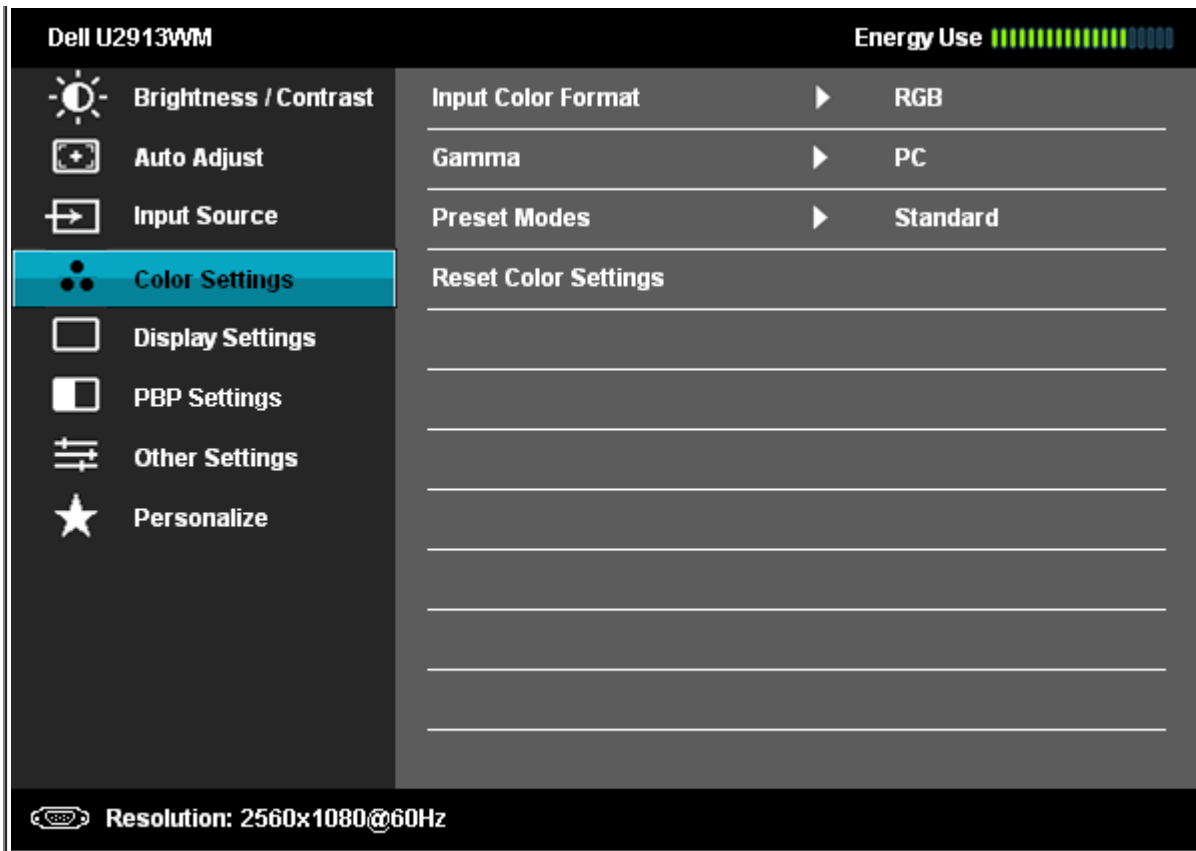 Dell U2913WM Energy Use
Brightness / Contrast Input Color Format RGB
Auto Adjust Gamma PC
Input Source Preset Modes Standard
Color Settings Reset Color Settings
Display Settings
PBP Settings
Other Settings
Personalize
Resolution: 2560x1080@60Hz